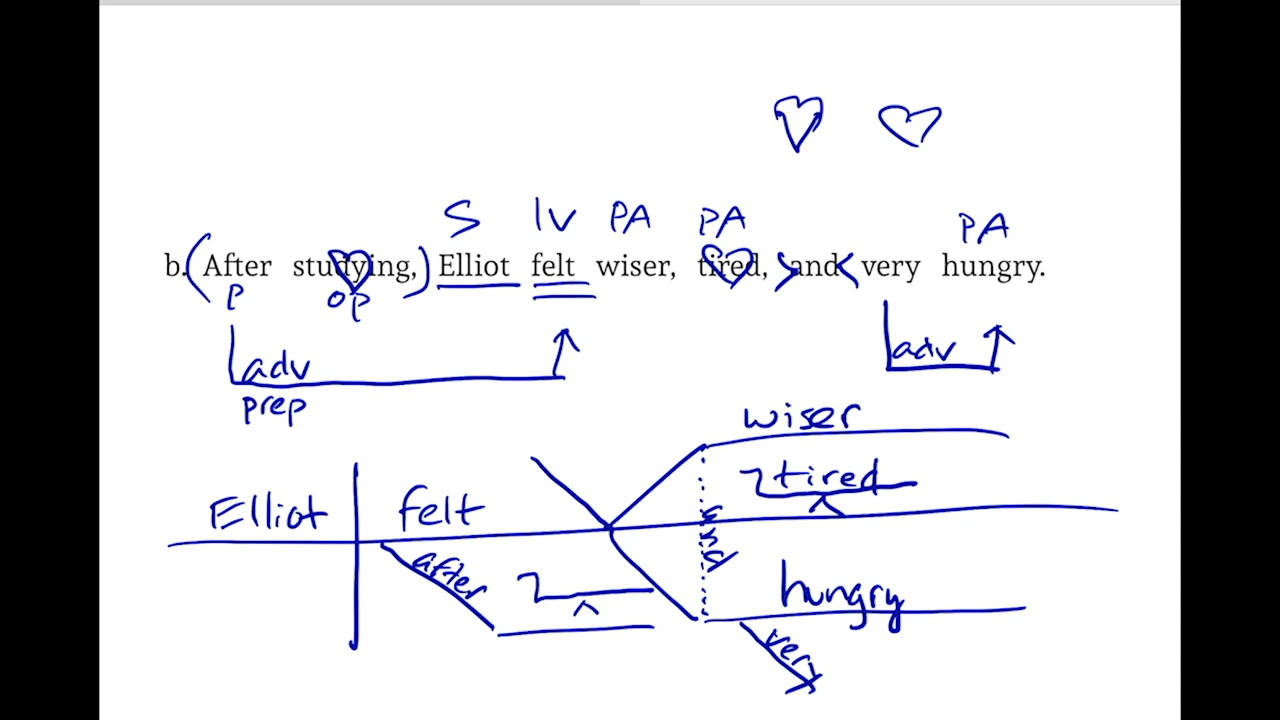 S lv PA PA PA
b. (After studying,) Elliot felt wiser, tired, > and < very hungry.
P op
adv adv
prep
wiser
tired
Elliot felt
and
after
hungry
very